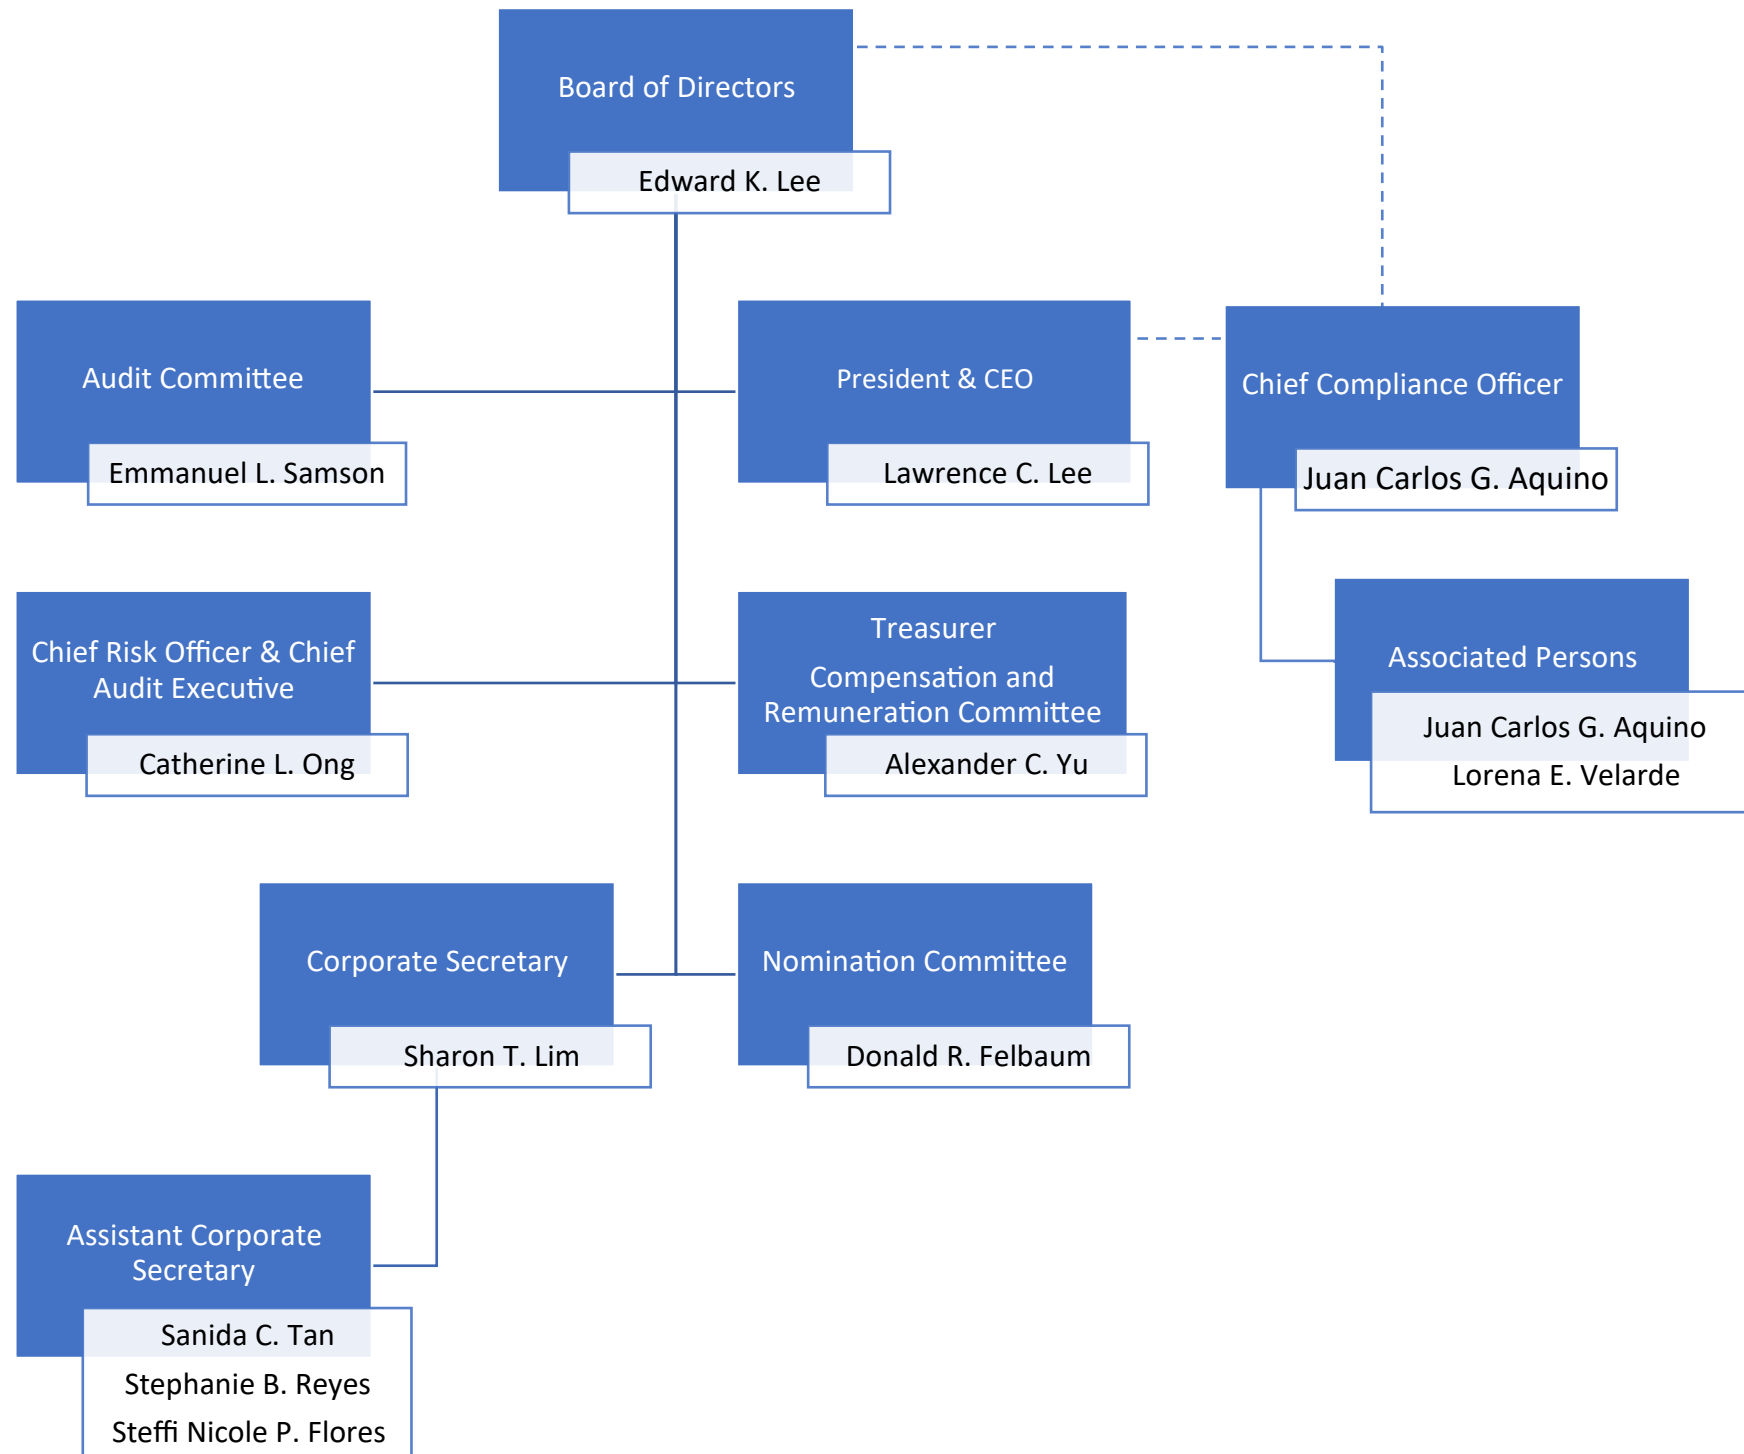 Board of Directors
Edward K. Lee
Audit Committee
Emmanuel L. Samson
President & CEO
Lawrence C. Lee
Chief Compliance Officer
Juan Carlos G. Aquino
Chief Risk Officer & Chief
Audit Executive
Catherine L. Ong
Treasurer
Compensation and
Remuneration Committee
Alexander C. Yu
Associated Persons
Juan Carlos G. Aquino
Lorena E. Velarde
Corporate Secretary
Sharon T. Lim
Nomination Committee
Donald R. Felbaum
Assistant Corporate
Secretary
Sanida C. Tan
Stephanie B. Reyes
Steffi Nicole P. Flores